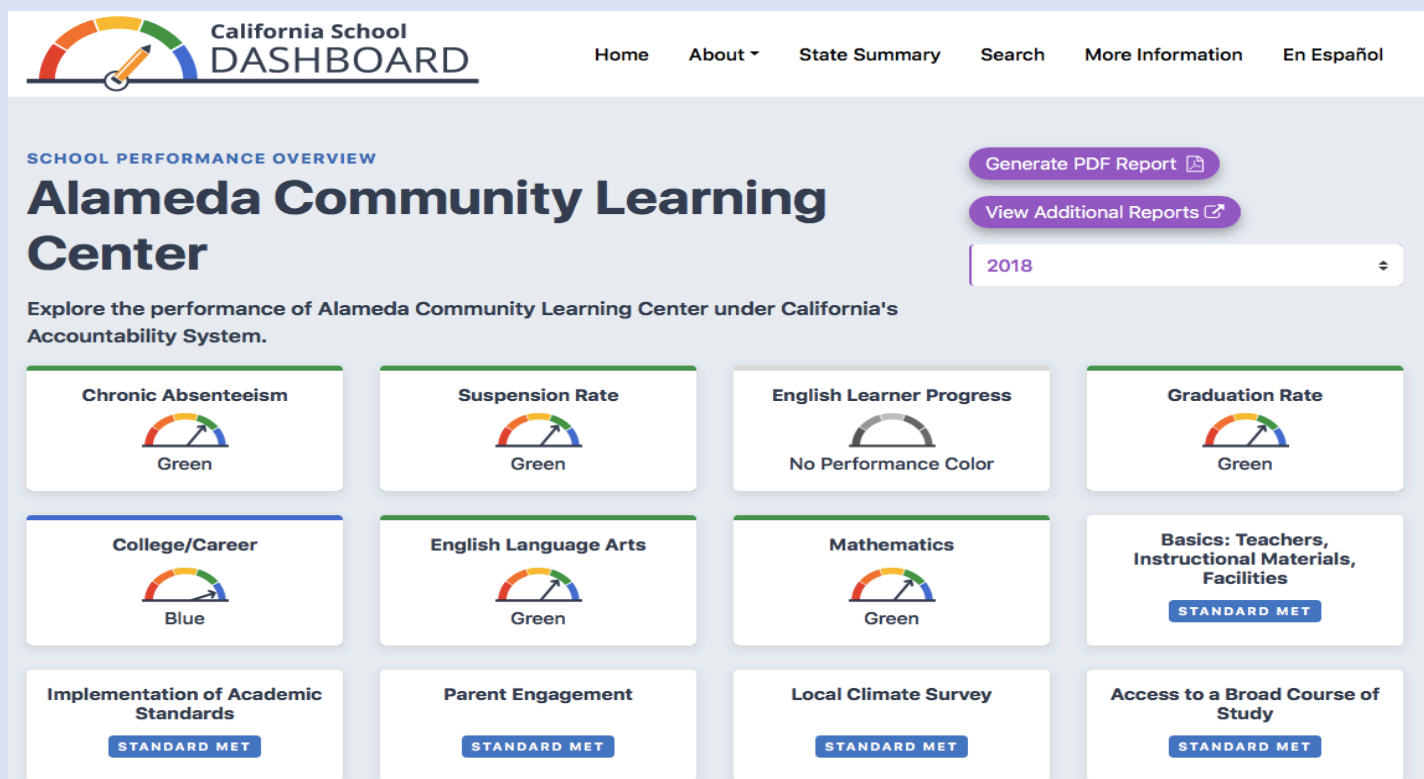 California School
DASHBOARD
Home
About
State Summary
Search
More Information
En Español
SCHOOL PERFORMANCE OVERVIEW
Alameda Community Learning
Center
Explore the performance of Alameda Community Learning Center under California's
Accountability System.
Generate PDF Report
View Additional Reports
2018
Chronic Absenteeism
Green
Suspension Rate
Green
English Learner Progress
No Performance Color
Graduation Rate
Green
College/Career
Blue
English Language Arts
Green
Mathematics
Green
Basics: Teachers,
Instructional Materials,
Facilities
STANDARD MET
Implementation of Academic
Standards
STANDARD MET
Parent Engagement
STANDARD MET
Local Climate Survey
STANDARD MET
Access to a Broad Course of
Study
STANDARD MET